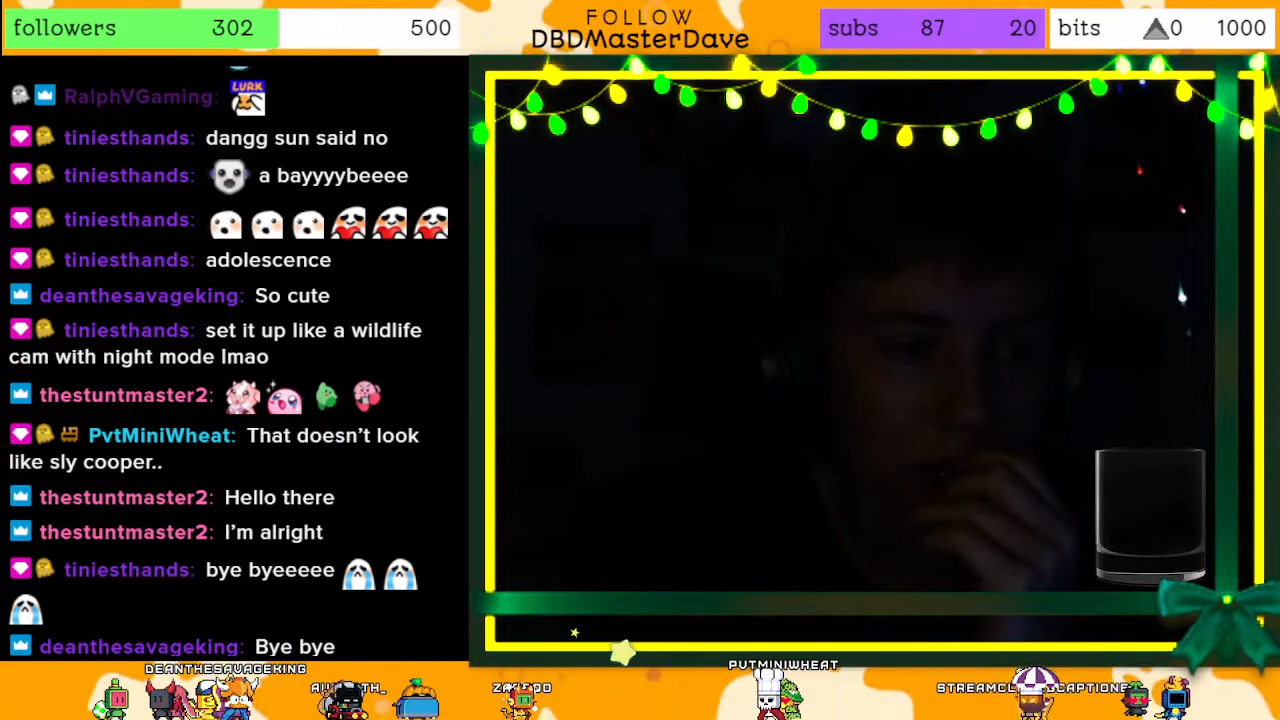 followers 302 500
FOLLOW
DBDMasterDave
subs 87 20
bits 0 1000
RalphVGaming: LURK
tiniesthands: dangg sun said no
tiniesthands: a bayyyybeeee
tiniesthands:
tiniesthands: adolescence
deanthesavageking: So cute
tiniesthands: set it up like a wildlife
cam with night mode lmao
thestuntmaster2:
PvtMiniWheat: That doesn't look
like sly cooper..
thestuntmaster2: Hello there
thestuntmaster2: I'm alright
tiniesthands: bye byeeeee
deanthesavageking: Bye bye
DEANTHESAVAGEKING
PVTMINIWHEAT